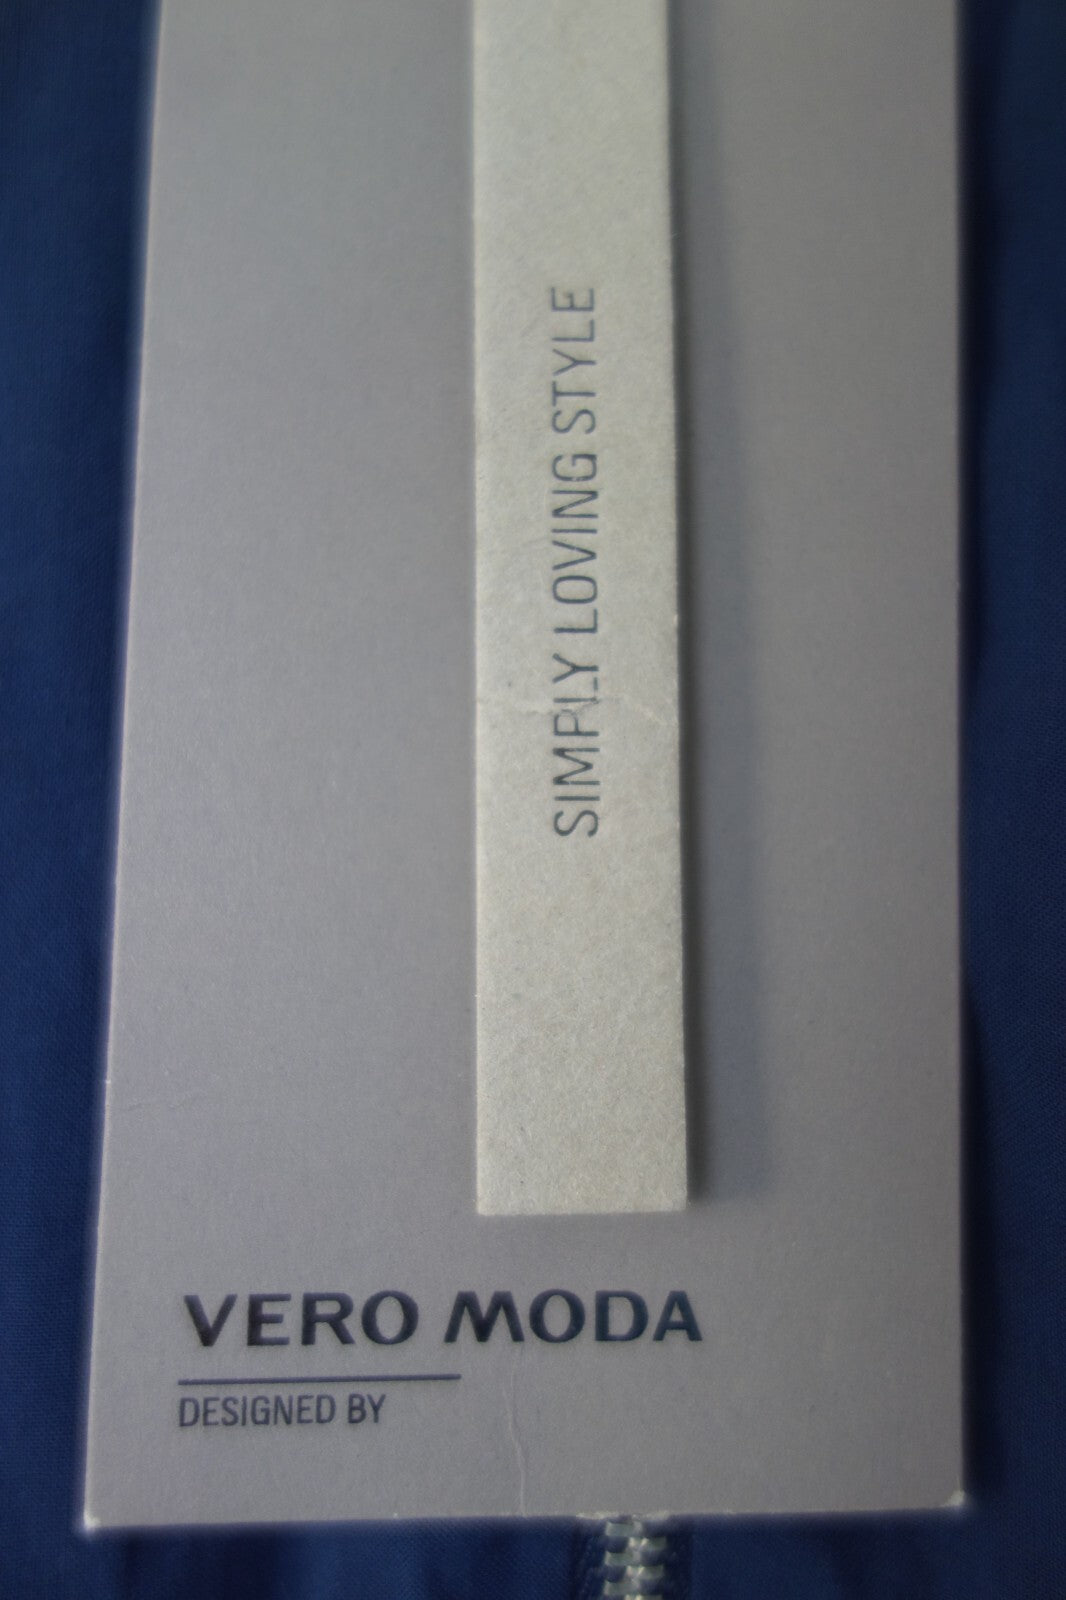 SIMPLY LOVING STYLE
VERO MODA
DESIGNED BY